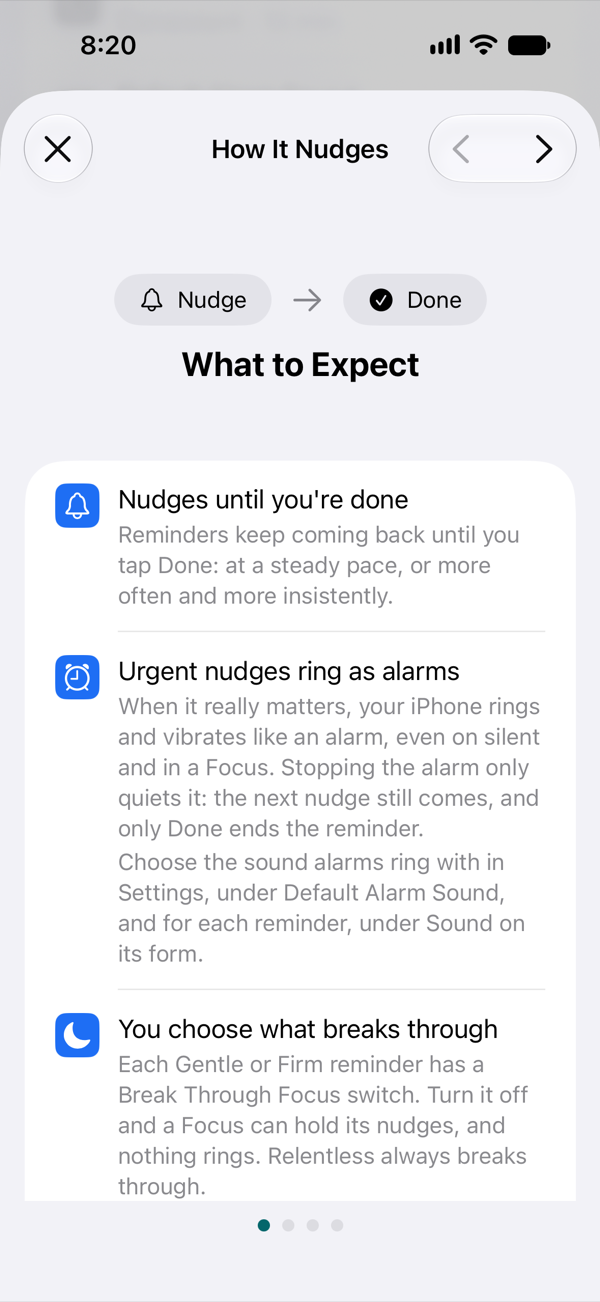 8:20
How It Nudges
Nudge
Done
What to Expect
Nudges until you're done
Reminders keep coming back until you
tap Done: at a steady pace, or more
often and more insistently.
Urgent nudges ring as alarms
When it really matters, your iPhone rings
and vibrates like an alarm, even on silent
and in a Focus. Stopping the alarm only
quiets it: the next nudge still comes, and
only Done ends the reminder.
Choose the sound alarms ring with in
Settings, under Default Alarm Sound,
and for each reminder, under Sound on
its form.
You choose what breaks through
Each Gentle or Firm reminder has a
Break Through Focus switch. Turn it off
and a Focus can hold its nudges, and
nothing rings. Relentless always breaks
through.